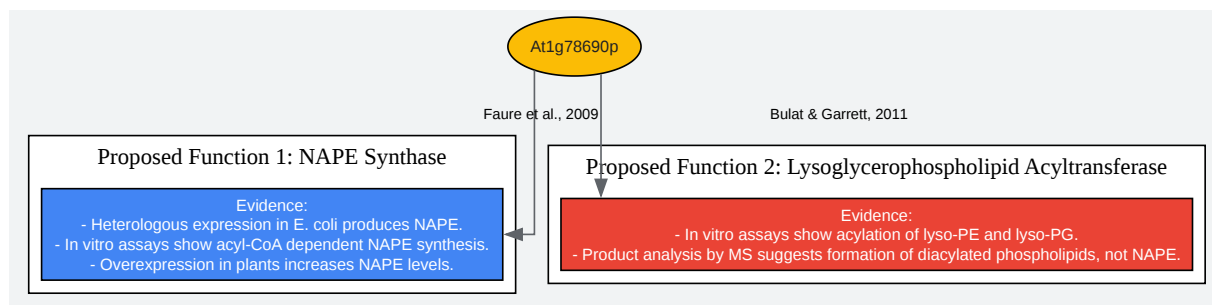 At1g78690p
Faure et al., 2009
Bulat & Garrett, 2011
Proposed Function 1: NAPE Synthase
Evidence:
- Heterologous expression in E. coli produces NAPE.
- In vitro assays show acyl-CoA dependent NAPE synthesis.
- Overexpression in plants increases NAPE levels.
Proposed Function 2: Lysoglycerophospholipid Acyltransferase
Evidence:
- In vitro assays show acylation of lyso-PE and lyso-PG.
- Product analysis by MS suggests formation of diacylated phospholipids, not NAPE.